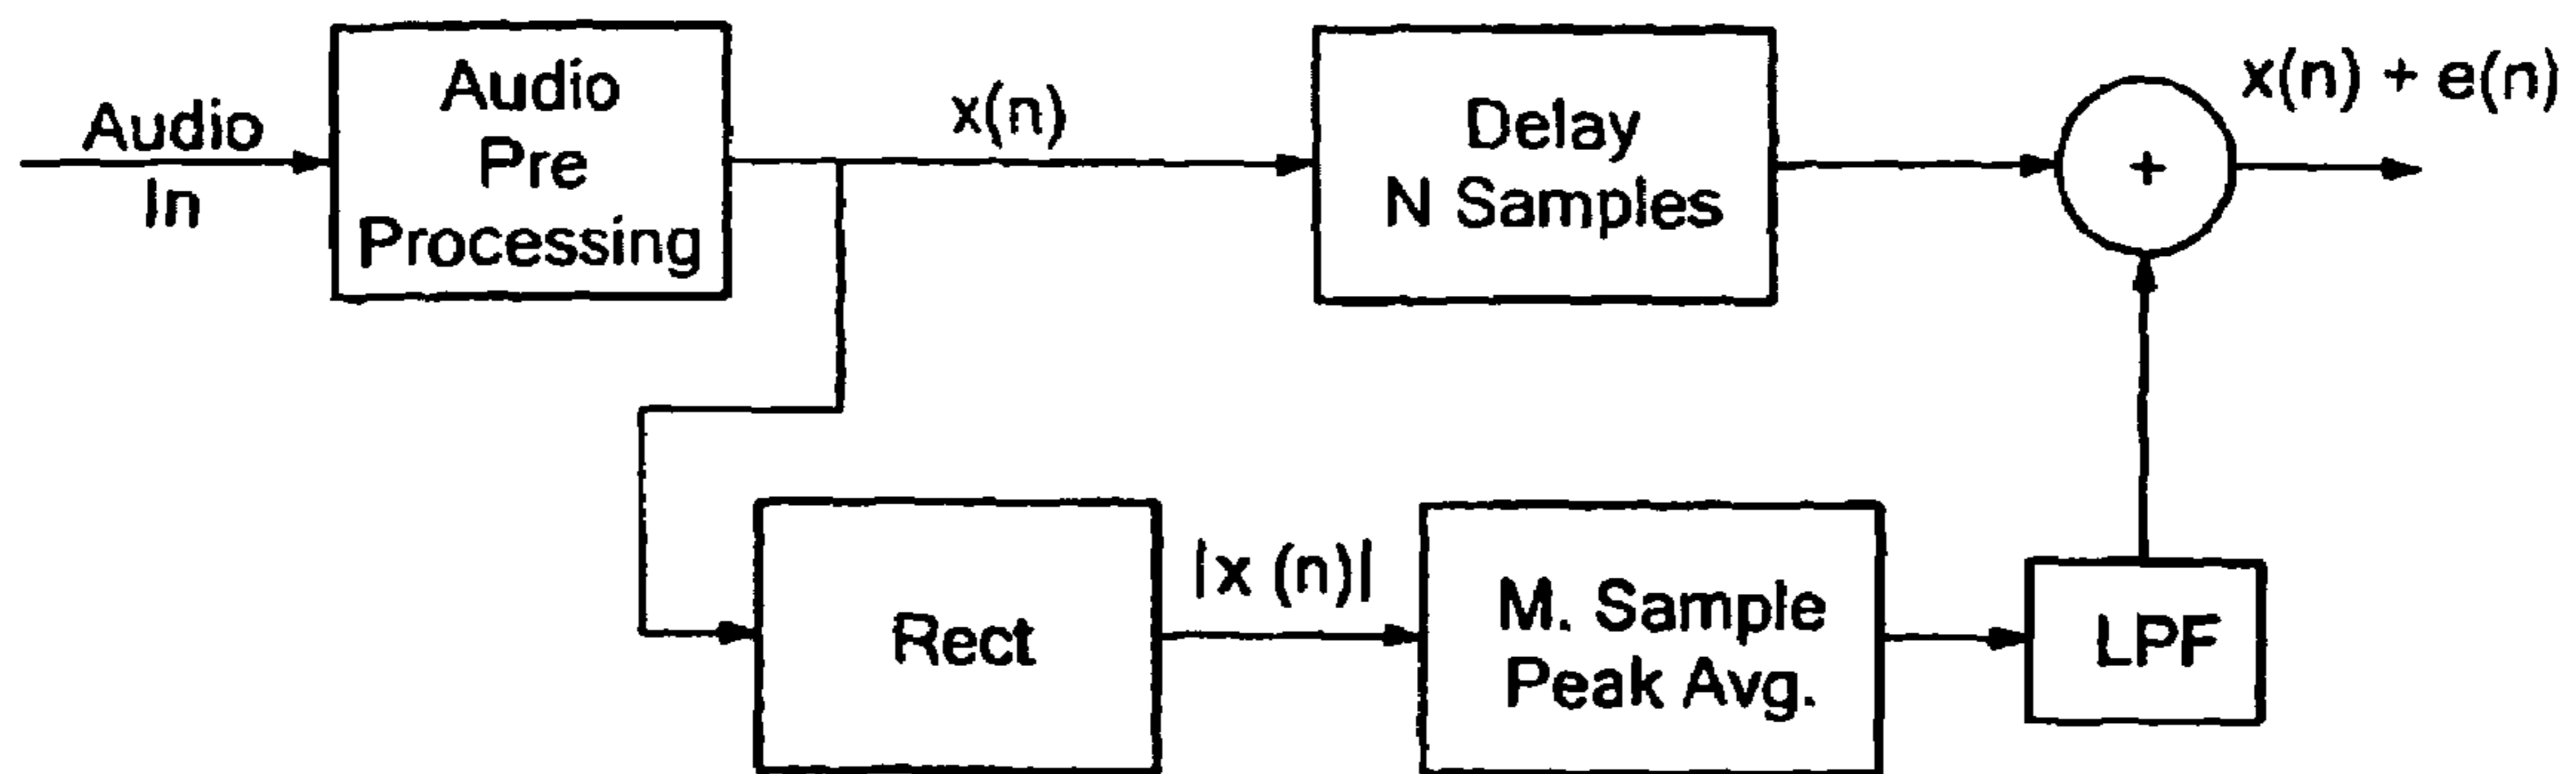 Audio
In
Audio
Pre
Processing
x(n)
Delay
N Samples
+
x(n) + e(n)
Rect
|x (n)|
M. Sample
Peak Avg.
LPF